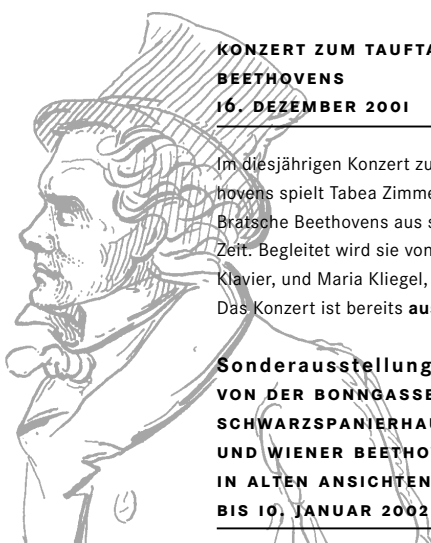 KONZERT ZUM TAUFTA
BEETHOVENS
16. DEZEMBER 2001
Im diesjährigen Konzert zu
hovens spielt Tabea Zimme
Bratsche Beethovens aus s
Zeit. Begleitet wird sie von
Klavier, und Maria Kliegel,
Das Konzert ist bereits aus
Sonderausstellung
VON DER BONNGASSE
SCHWARZSPANIERHAU
UND WIENER BEETHO
IN ALTEN ANSICHTEN
BIS 10. JANUAR 2002